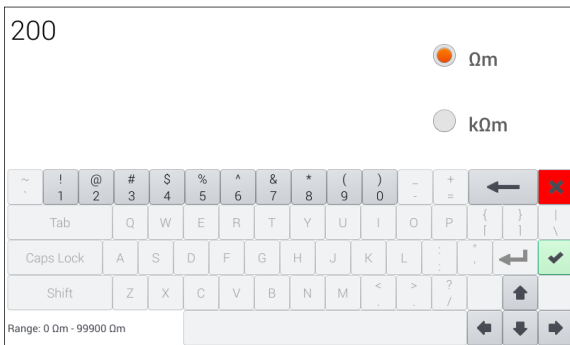 200
Ωm
kΩm
~ ! @ # $ % ^ & * ( ) _ +
` 1 2 3 4 5 6 7 8 9 0 - =
Tab Q W E R T Y U I O P { } |
[ ] \
Caps Lock A S D F G H J K L : "
; '
Shift Z X C V B N M < > ?
, . /
Range: 0 Ωm - 99900 Ωm